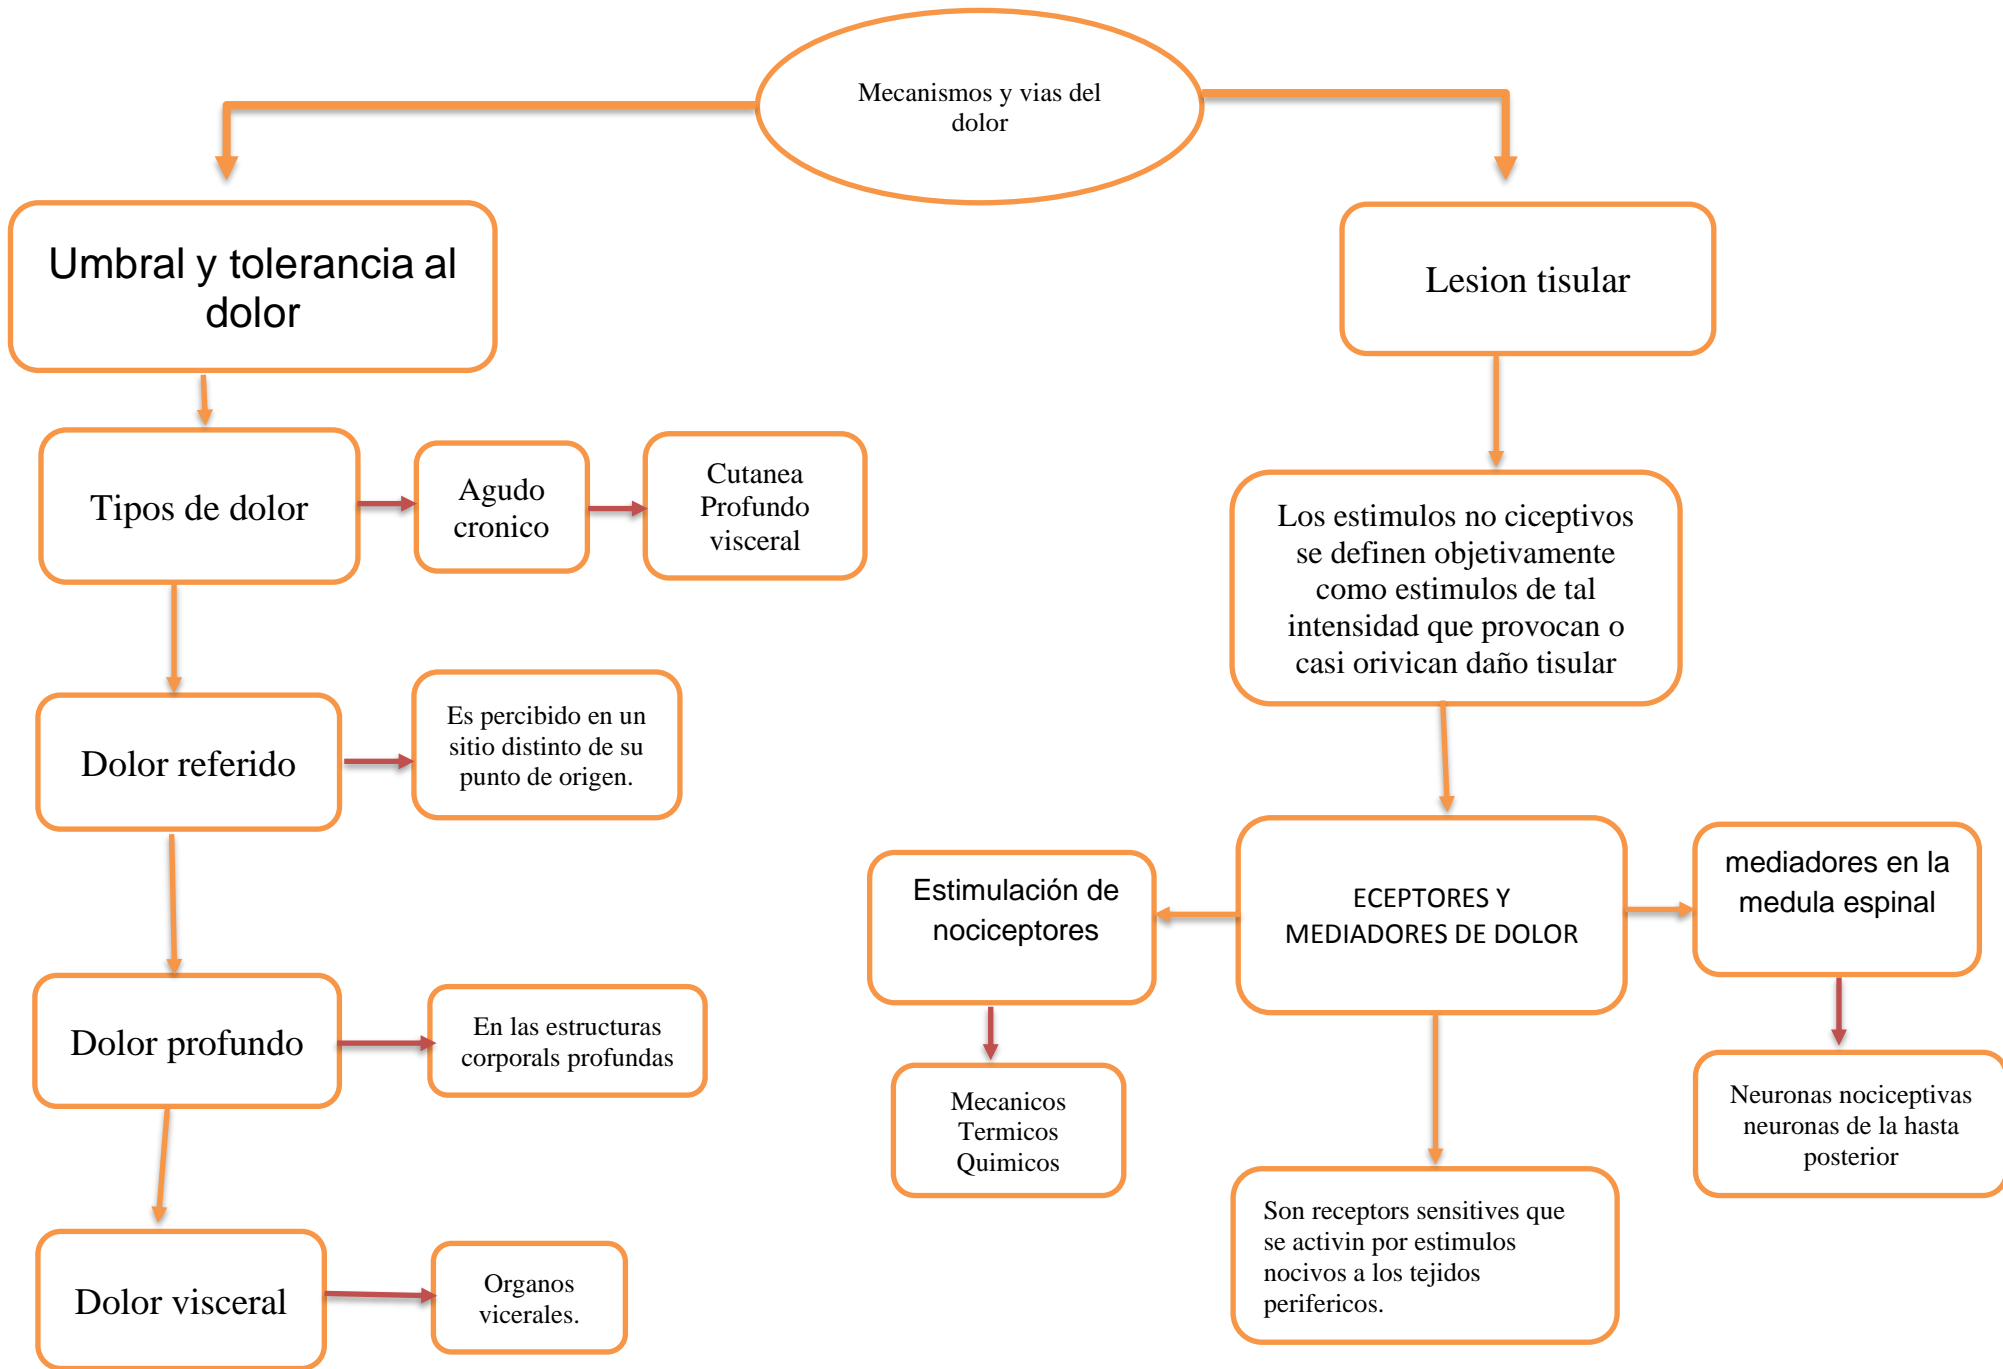 Mecanismos y vias del
dolor
Umbral y tolerancia al
dolor
Lesion tisular
Tipos de dolor
Agudo
cronico
Cutanea
Profundo
visceral
Los estimulos no ciceptivos
se definen objetivamente
como estimulos de tal
intensidad que provocan o
casi orivican daño tisular
Dolor referido
Es percibido en un
sitio distinto de su
punto de origen.
Estimulación de
nociceptores
ECEPTORES Y
MEDIADORES DE DOLOR
mediadores en la
medula espinal
Dolor profundo
En las estructuras
corporals profundas
Mecanicos
Termicos
Quimicos
Neuronas nociceptivas
neuronas de la hasta
posterior
Son receptors sensitives que
se activin por estimulos
nocivos a los tejidos
perifericos.
Dolor visceral
Organos
vicerales.